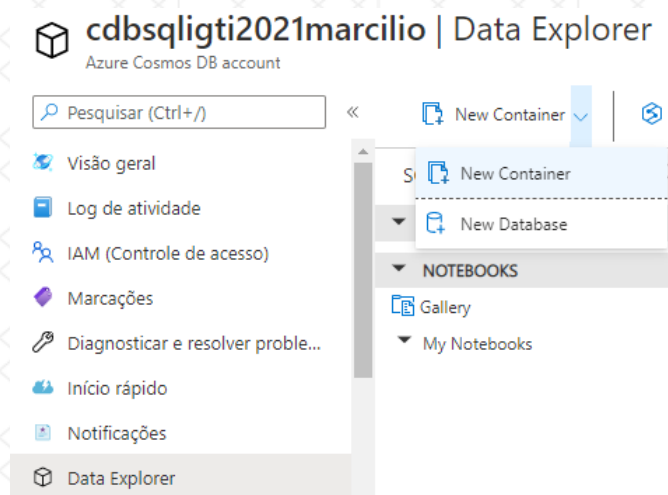 cdbsqligti2021marcilio | Data Explorer
Azure Cosmos DB account
Pesquisar (Ctrl+/)
«
New Container
Visão geral
New Container
Log de atividade
New Database
IAM (Controle de acesso)
NOTEBOOKS
Marcações
Gallery
Diagnosticar e resolver proble...
My Notebooks
Início rápido
Notificações
Data Explorer